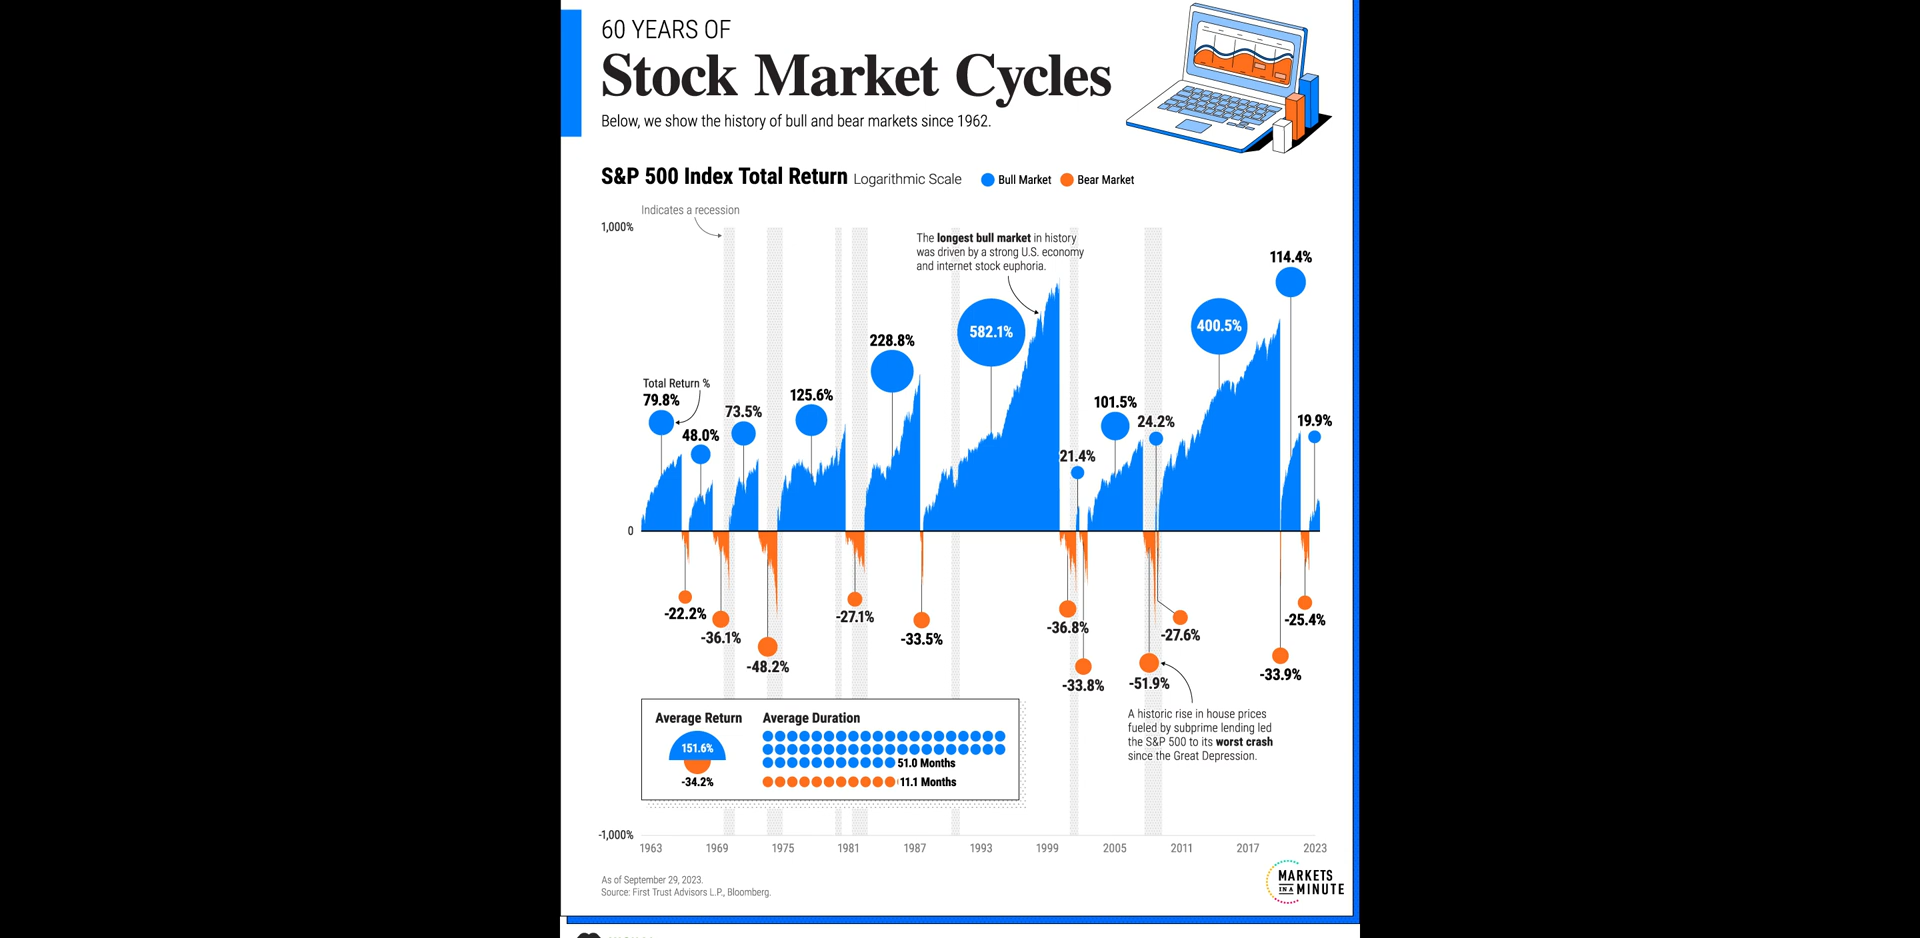 60 YEARS OF
Stock Market Cycles
Below, we show the history of bull and bear markets since 1962.
S&P 500 Index Total Return Logarithmic Scale Bull Market Bear Market
Indicates a recession
1,000%
The longest bull market in history
was driven by a strong U.S. economy
and internet stock euphoria.
114.4%
582.1%
400.5%
228.8%
Total Return %
79.8%
125.6%
73.5%
101.5%
24.2%
19.9%
48.0%
21.4%
0
-22.2%
-36.1%
-48.2%
-27.1%
-33.5%
-36.8%
-33.8%
-51.9%
-27.6%
-33.9%
-25.4%
A historic rise in house prices
fueled by subprime lending led
the S&P 500 to its worst crash
since the Great Depression.
Average Return
151.6%
-34.2%
Average Duration
51.0 Months
11.1 Months
-1,000%
1963 1969 1975 1981 1987 1993 1999 2005 2011 2017 2023
As of September 29, 2023.
Source: First Trust Advisors L.P., Bloomberg.
MARKETS
IN A MINUTE